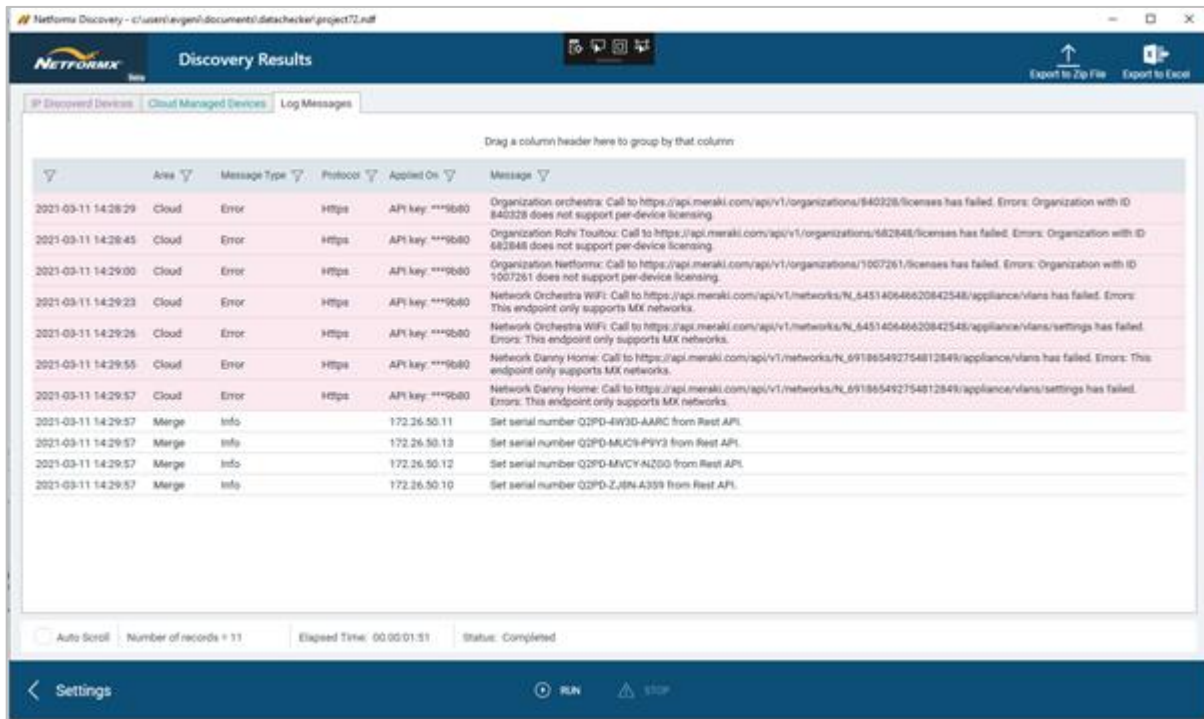 Netformx Discovery - c:\users\evgeni\documents\datachecker\project72.ndf
NETFORMX
Beta
Discovery Results
Export to Zip File
Export to Excel
IP Discoverd Devices
Cloud Managed Devices
Log Messages
Drag a column header here to group by that column
Area
Message Type
Protocol
Applied On
Message
2021-03-11 14:28:29 Cloud Error Https API key: ***9b80 Organization orchestra: Call to https://api.meraki.com/api/v1/organizations/840328/licenses has failed. Errors: Organization with ID
840328 does not support per-device licensing.
2021-03-11 14:28:45 Cloud Error Https API key: ***9b80 Organization Rohi Touitou: Call to https://api.meraki.com/api/v1/organizations/682848/licenses has failed. Errors: Organization with ID
682848 does not support per-device licensing.
2021-03-11 14:29:00 Cloud Error Https API key: ***9b80 Organization Netformx: Call to https://api.meraki.com/api/v1/organizations/1007261/licenses has failed. Errors: Organization with ID
1007261 does not support per-device licensing.
2021-03-11 14:29:23 Cloud Error Https API key: ***9b80 Network Orchestra WiFi: Call to https://api.meraki.com/api/v1/networks/N_645140646620842548/appliance/vlans has failed. Errors:
This endpoint only supports MX networks.
2021-03-11 14:29:26 Cloud Error Https API key: ***9b80 Network Orchestra WiFi: Call to https://api.meraki.com/api/v1/networks/N_645140646620842548/appliance/vlans/settings has failed.
Errors: This endpoint only supports MX networks.
2021-03-11 14:29:55 Cloud Error Https API key: ***9b80 Network Danny Home: Call to https://api.meraki.com/api/v1/networks/N_691865492754812849/appliance/vlans has failed. Errors: This
endpoint only supports MX networks.
2021-03-11 14:29:57 Cloud Error Https API key: ***9b80 Network Danny Home: Call to https://api.meraki.com/api/v1/networks/N_691865492754812849/appliance/vlans/settings has failed.
Errors: This endpoint only supports MX networks.
2021-03-11 14:29:57 Merge Info 172.26.50.11 Set serial number Q2PD-4W3D-AARC from Rest API.
2021-03-11 14:29:57 Merge Info 172.26.50.13 Set serial number Q2PD-MUC9-P9Y3 from Rest API.
2021-03-11 14:29:57 Merge Info 172.26.50.12 Set serial number Q2PD-MVCY-NZGG from Rest API.
2021-03-11 14:29:57 Merge Info 172.26.50.10 Set serial number Q2PD-ZJ8N-A3S9 from Rest API.
Auto Scroll
Number of records = 11
Elapsed Time: 00:00:01:51
Status: Completed
Settings
RUN
STOP